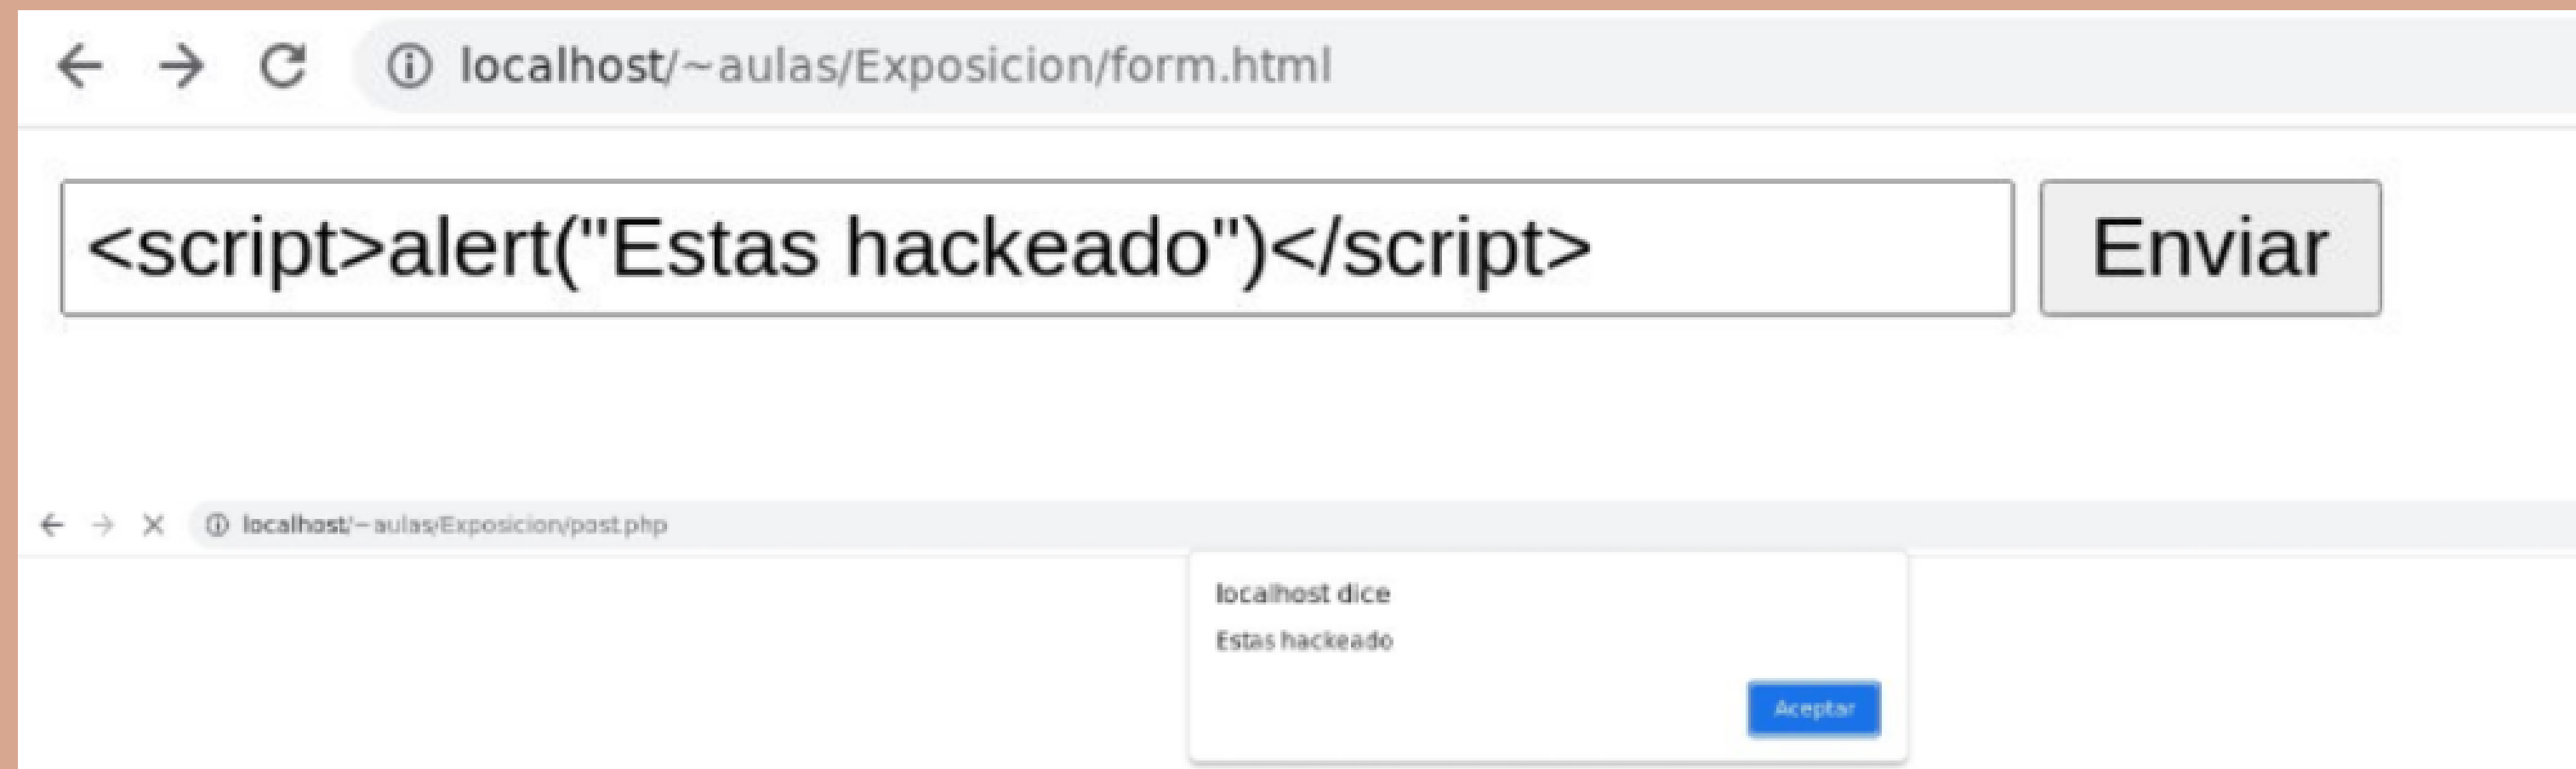 localhost/~aulas/Exposicion/form.html
<script>alert("Estas hackeado")</script>
Enviar
localhost/~aulas/Exposicion/post.php
localhost dice
Estas hackeado
Aceptar